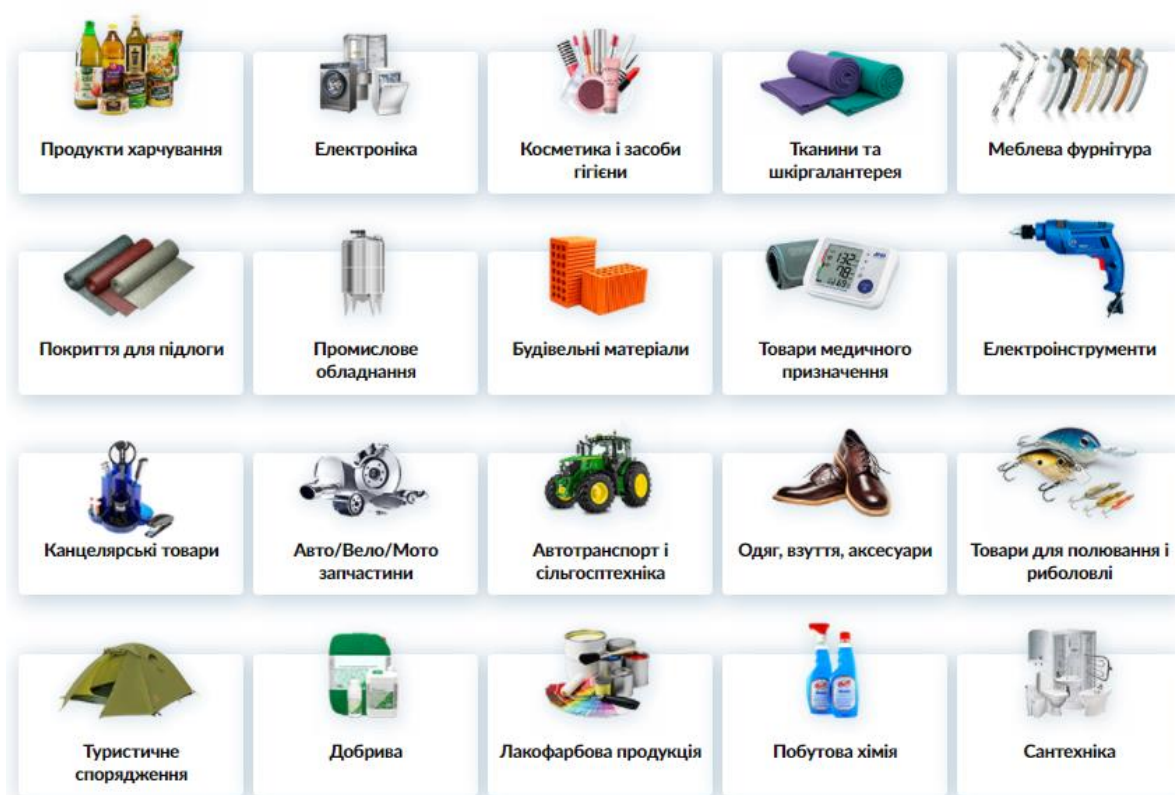 Продукти харчування
Електроніка
Косметика і засоби
гігієни
Тканини та
шкіргалантерея
Меблева фурнітура
Покриття для підлоги
Промислове
обладнання
Будівельні матеріали
Товари медичного
призначення
Електроінструменти
Канцелярські товари
Авто/Вело/Мото
запчастини
Автотранспорт і
сільгосптехніка
Одяг, взуття, аксесуари
Товари для полювання і
риболовлі
Туристичне
спорядження
Добрива
Лакофарбова продукція
Побутова хімія
Сантехніка